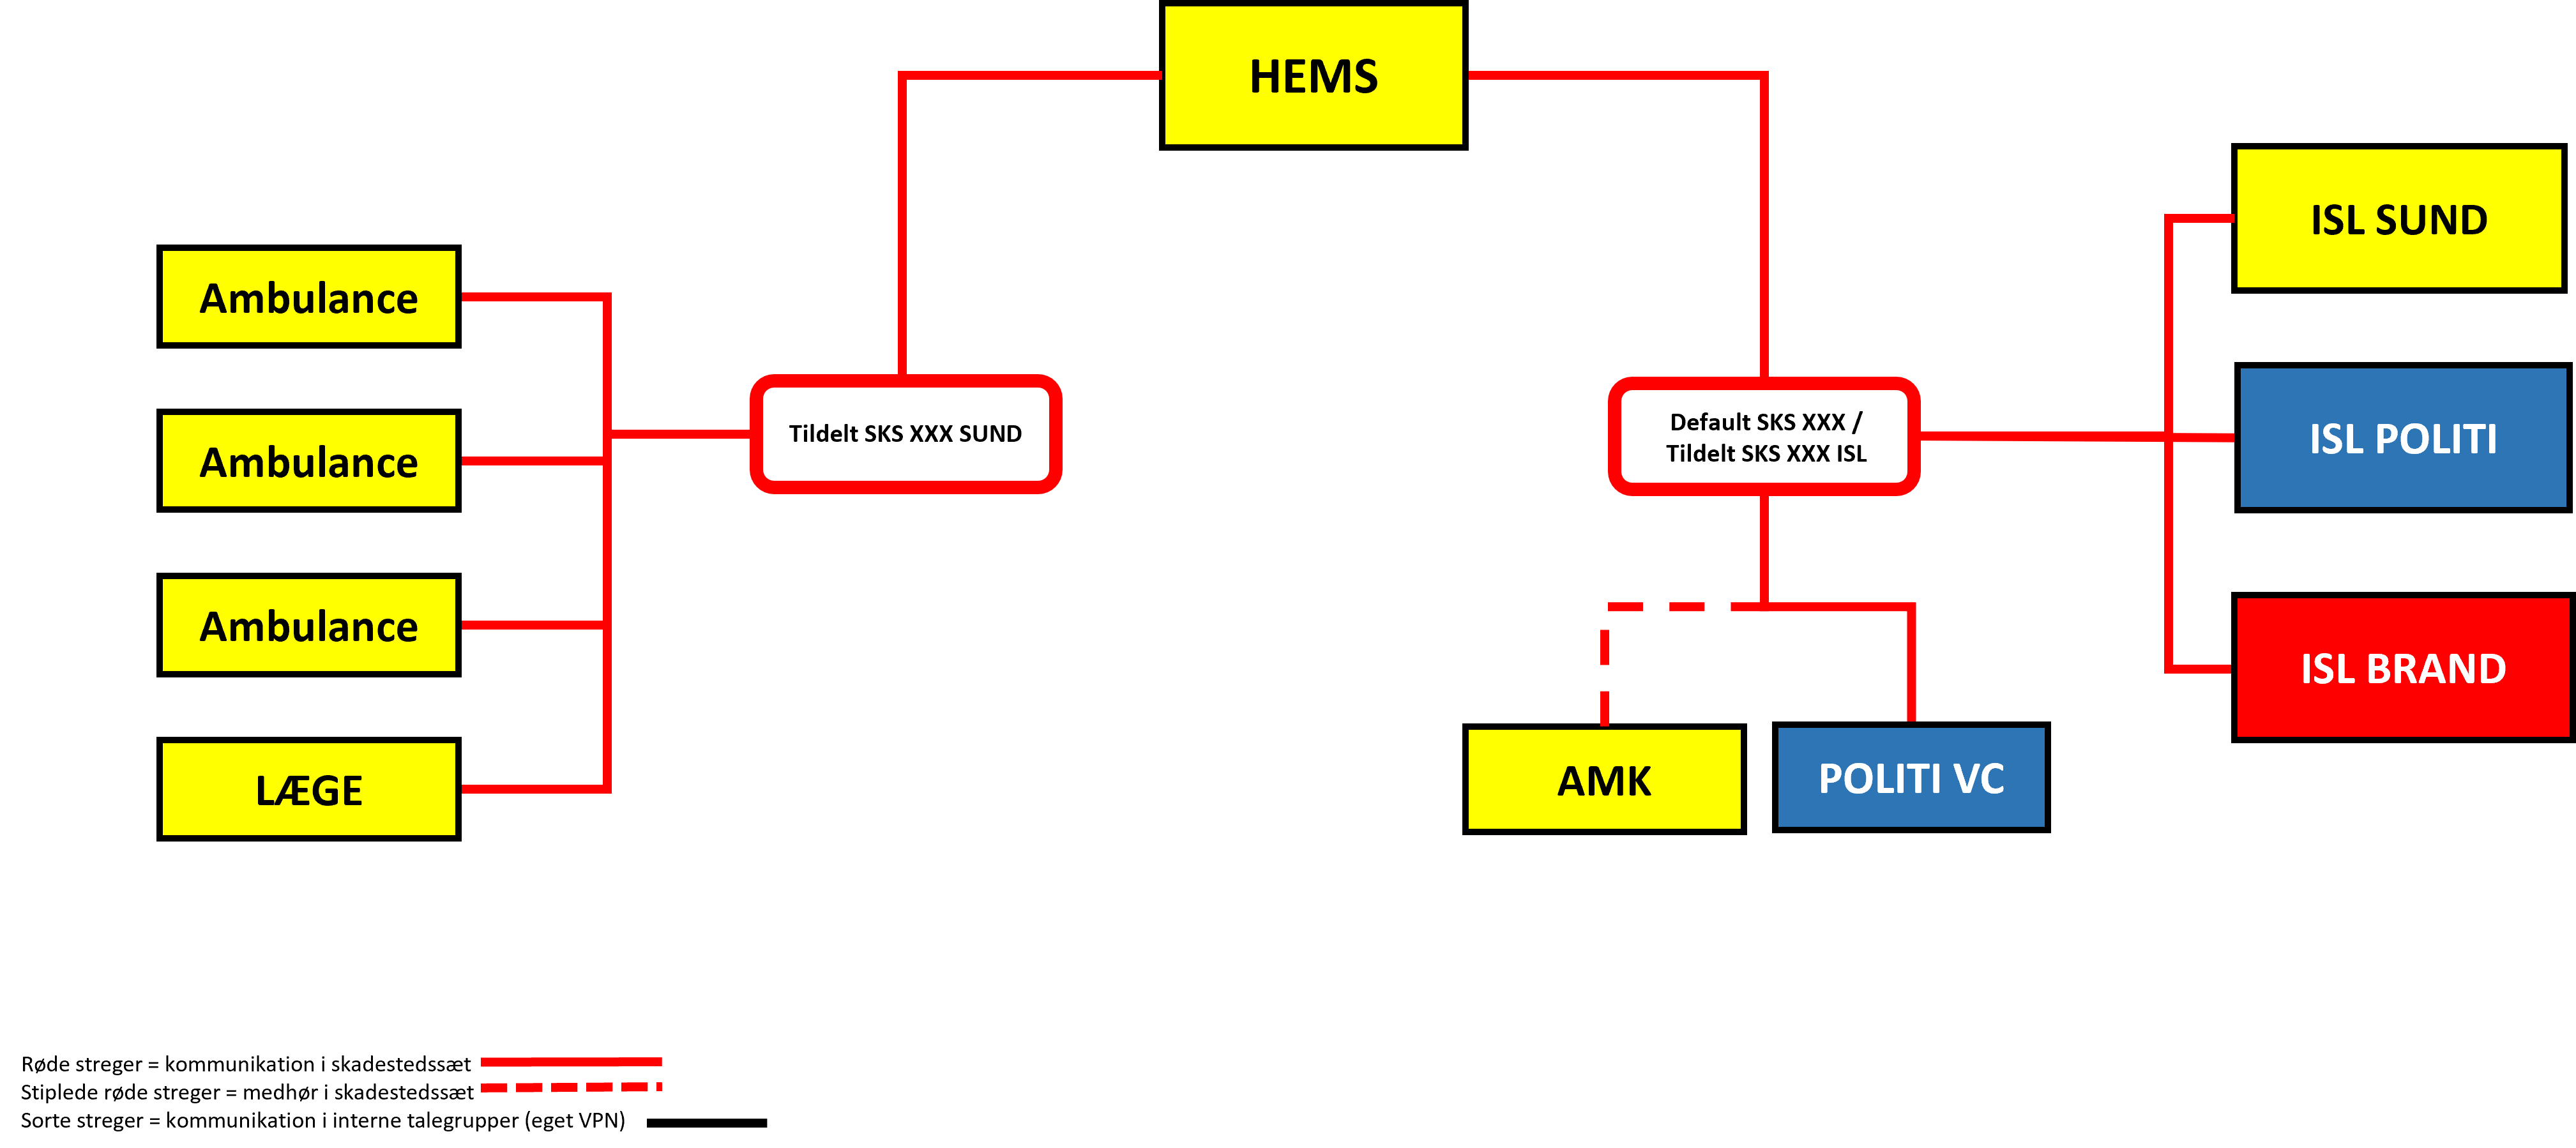 HEMS
ISL SUND
Ambulance
Ambulance
Tildelt SKS XXX SUND
Default SKS XXX /
Tildelt SKS XXX ISL
ISL POLITI
Ambulance
ISL BRAND
LÆGE
AMK
POLITI VC
Røde streger = kommunikation i skadestedssæt
Stiplede røde streger = medhør i skadestedssæt
Sorte streger = kommunikation i interne talegrupper (eget VPN)